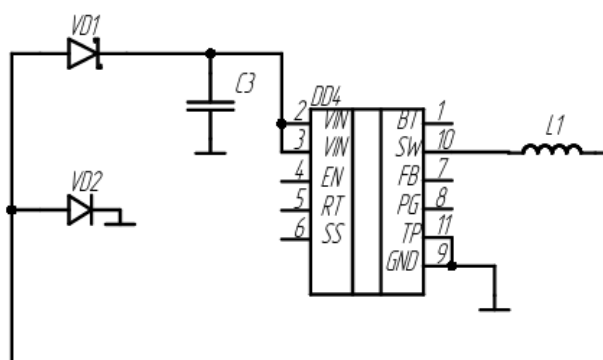 VD1
C3
DD4
2 VIN BT 1
3 VIN SW 10
L1
4 EN FB 7
VD2
5 RT PG 8
6 SS TP 11
GND 9